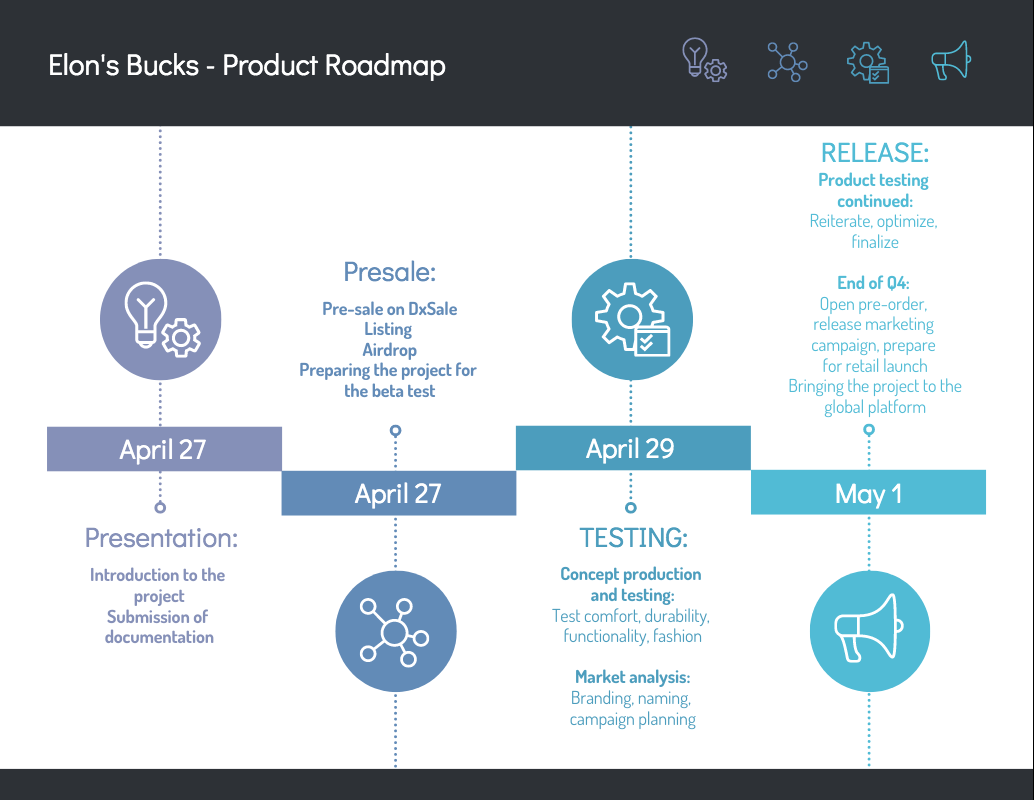 Elon's Bucks - Product Roadmap
April 27
Presentation:
Introduction to the
project
Submission of
documentation
Presale:
Pre-sale on DxSale
Listing
Airdrop
Preparing the project for
the beta test
April 27
April 29
TESTING:
Concept production
and testing:
Test comfort, durability,
functionality, fashion
Market analysis:
Branding, naming,
campaign planning
RELEASE:
Product testing
continued:
Reiterate, optimize,
finalize
End of Q4:
Open pre-order,
release marketing
campaign, prepare
for retail launch
Bringing the project to the
global platform
May 1